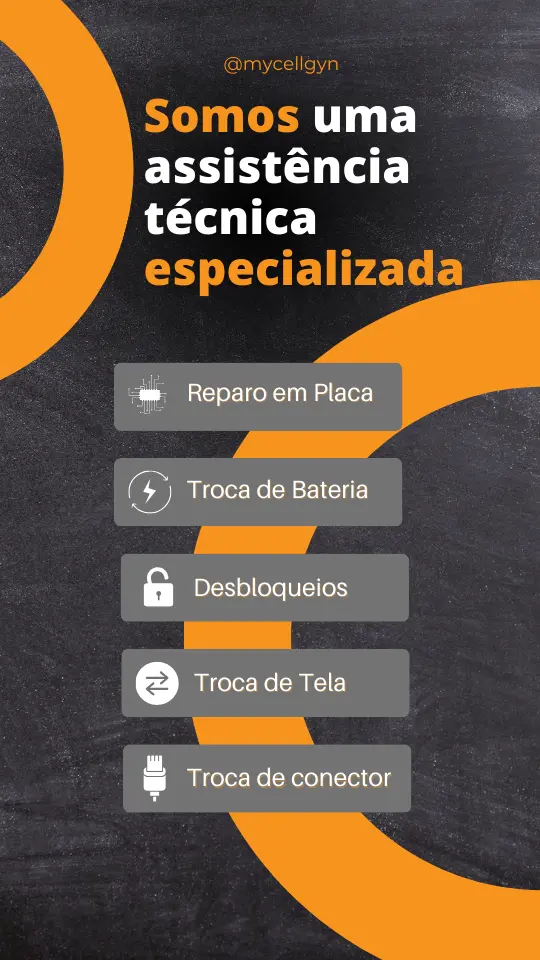 @mycellgyn
Somos uma
assistência
técnica
especializada
Reparo em Placa
Troca de Bateria
Desbloqueios
Troca de Tela
Troca de conector